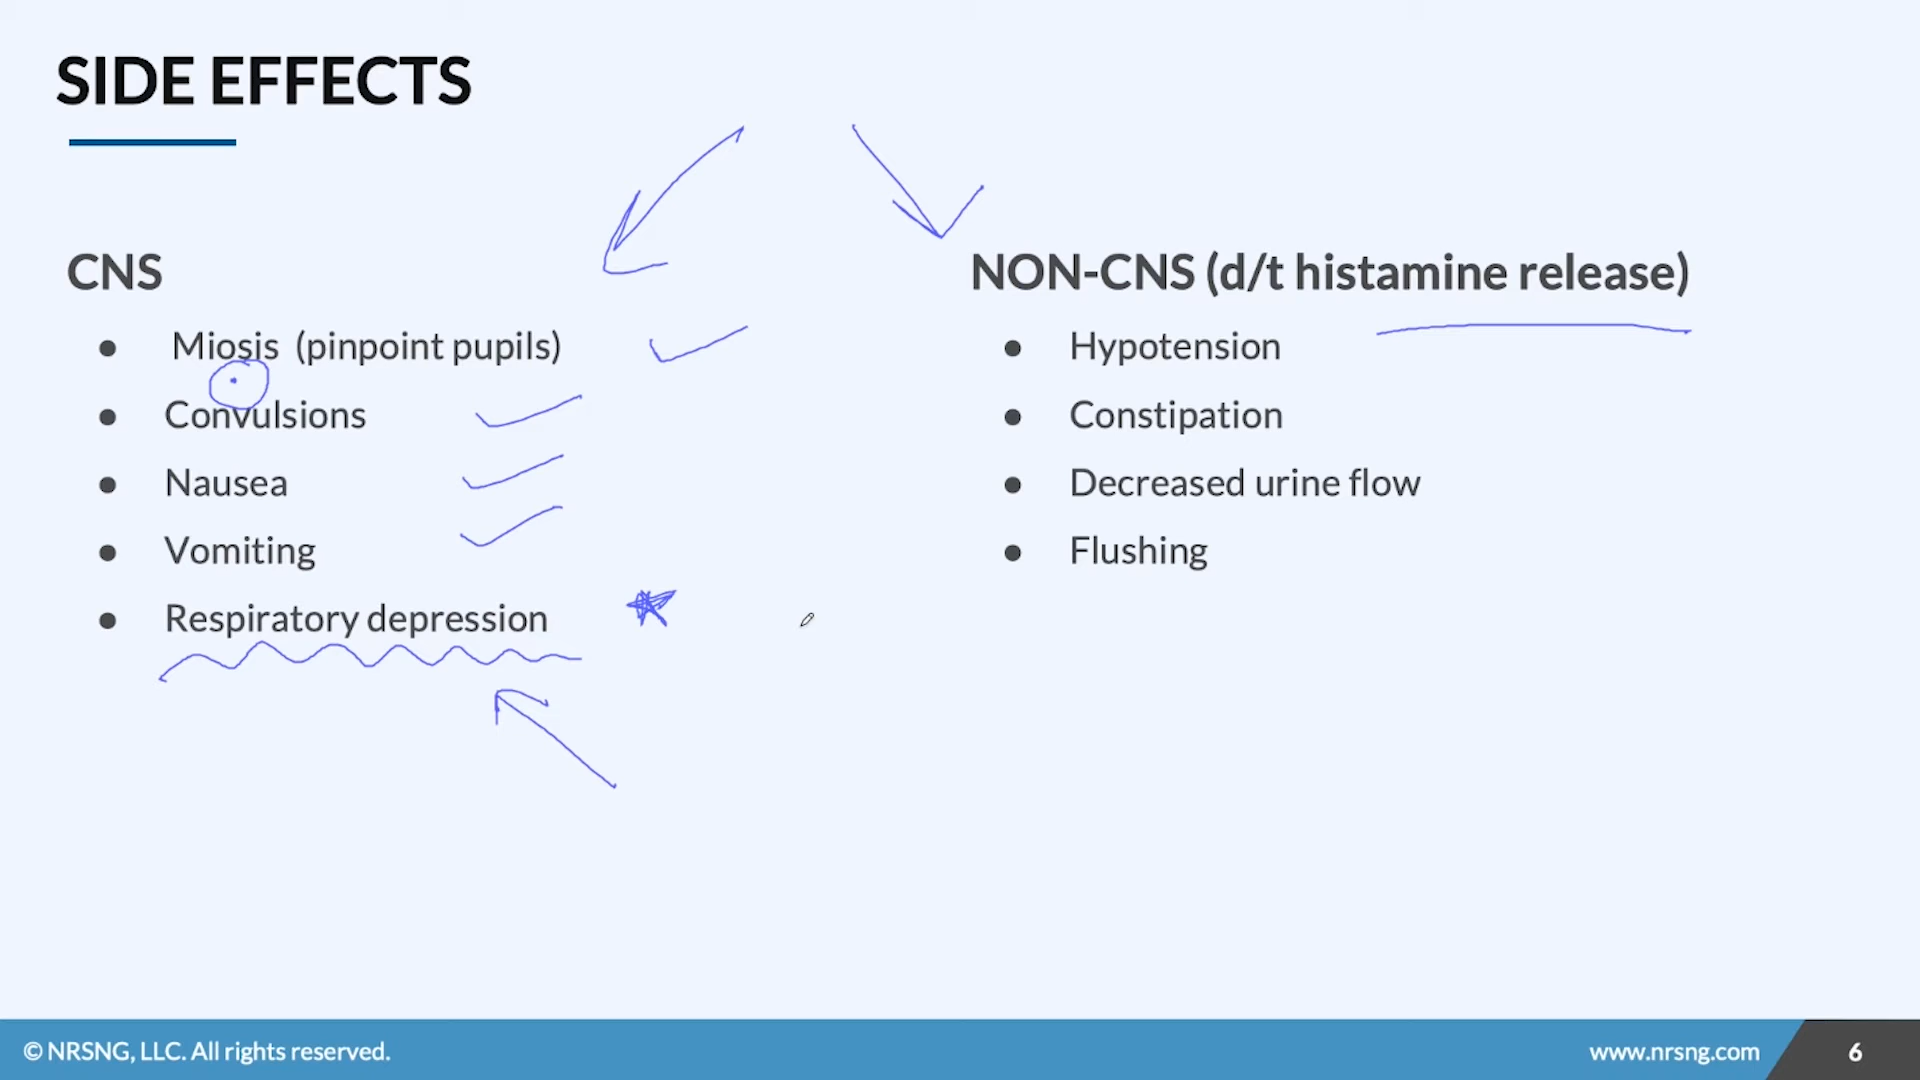 SIDE EFFECTS
CNS
● Miosis (pinpoint pupils)
● Convulsions
● Nausea
● Vomiting
● Respiratory depression
NON-CNS (d/t histamine release)
● Hypotension
● Constipation
● Decreased urine flow
● Flushing
© NRSNG, LLC. All rights reserved.
www.nrsng.com
6